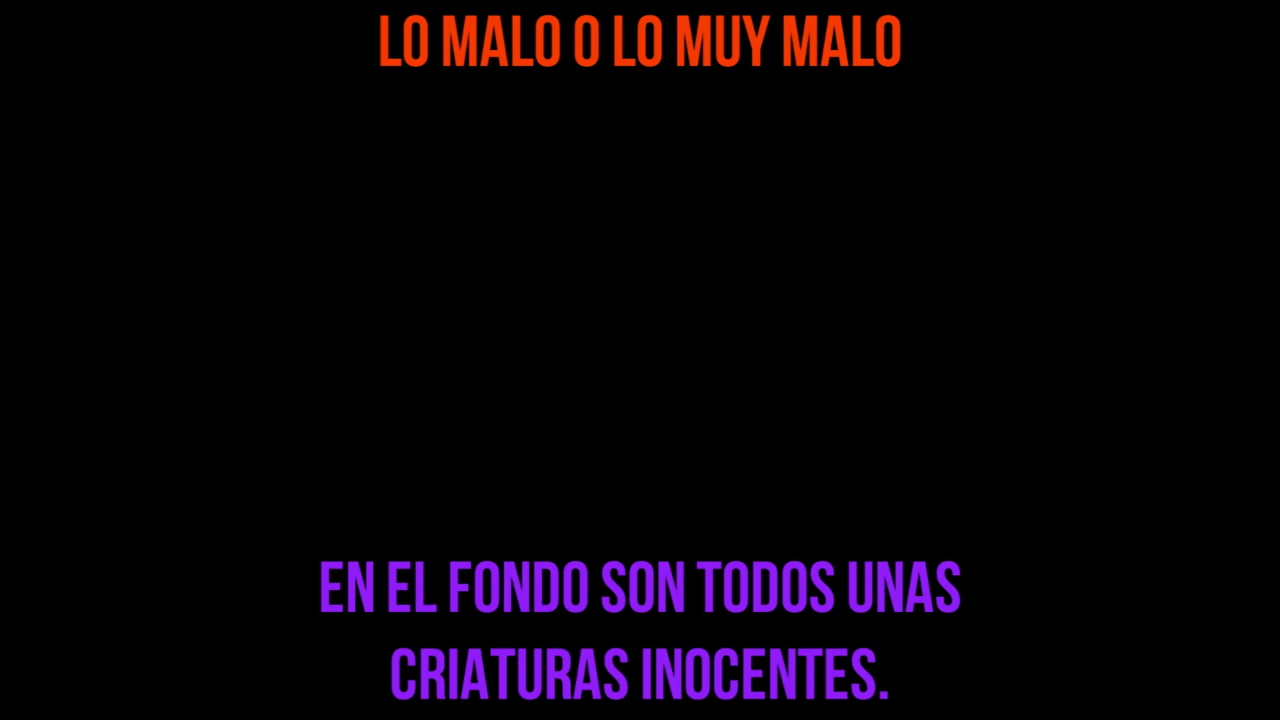 LO MALO O LO MUY MALO
EN EL FONDO SON TODOS UNAS
CRIATURAS INOCENTES.